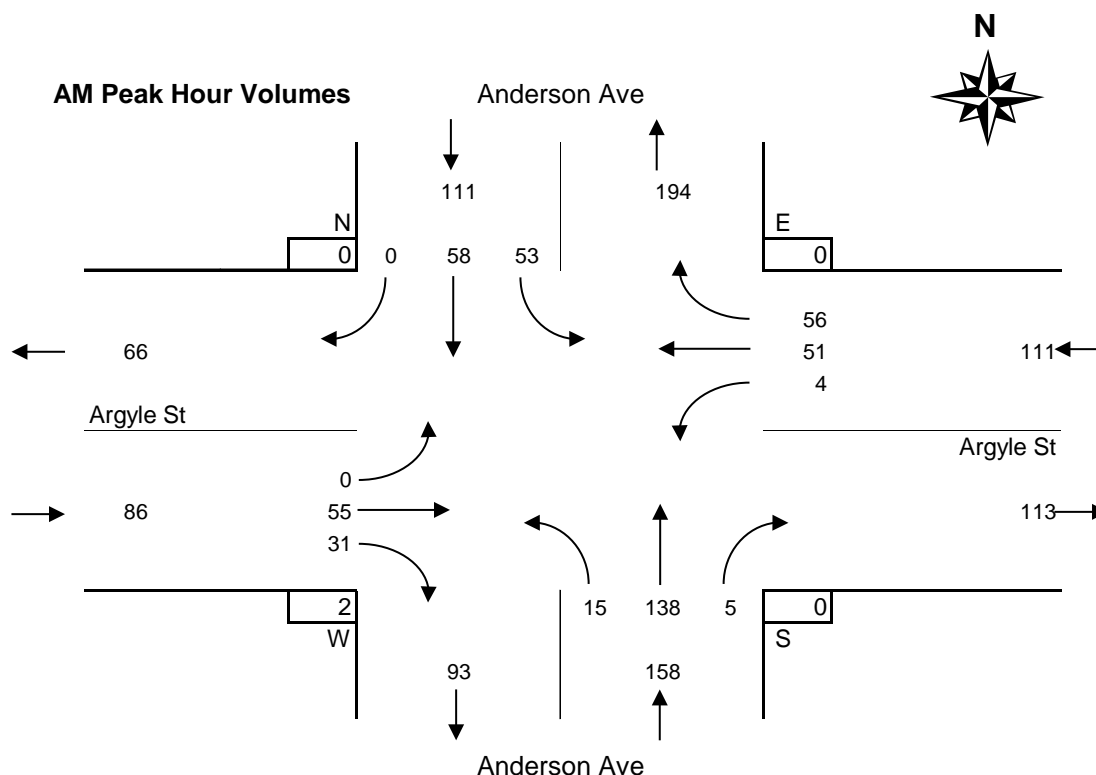 N
AM Peak Hour Volumes Anderson Ave
111 194
N E
0 0 58 53 0
56
66 51 111
4
Argyle St
Argyle St
0
86 55 113
31
2 15 138 5 0
W S
93 158
Anderson Ave